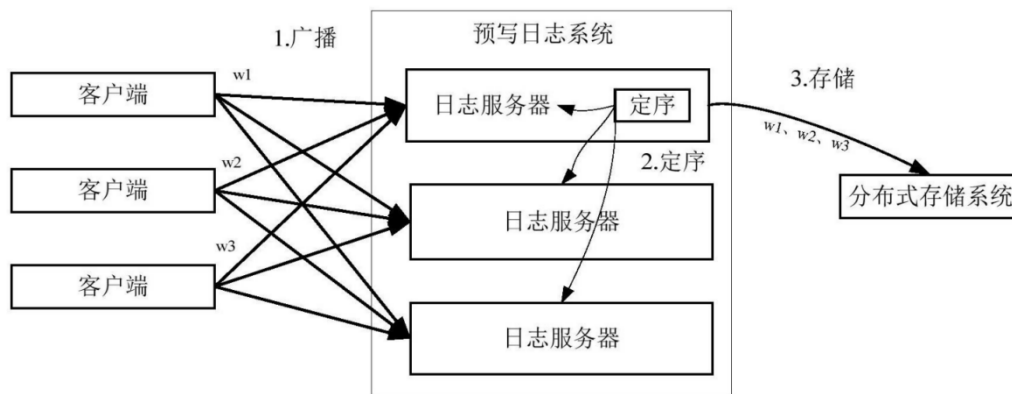 1.广播
预写日志系统
w1
客户端
日志服务器
定序
3.存储
w1、w2、w3
w2
2.定序
客户端
日志服务器
分布式存储系统
w3
客户端
日志服务器